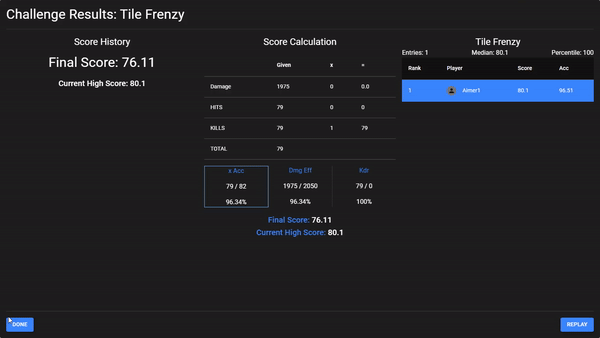 Challenge Results: Tile Frenzy
Score History
Final Score: 76.11
Current High Score: 80.1
Score Calculation
Given x =
Damage 1975 0 0.0
HITS 79 0 0
KILLS 79 1 79
TOTAL 79
x Acc Dmg Eff Kdr
79 / 82 1975 / 2050 79 / 0
96.34% 96.34% 100%
Final Score: 76.11
Current High Score: 80.1
Tile Frenzy
Entries: 1 Median: 80.1 Percentile: 100
Rank Player Score Acc
1 Aimer1 80.1 96.31
DONE
REPLAY